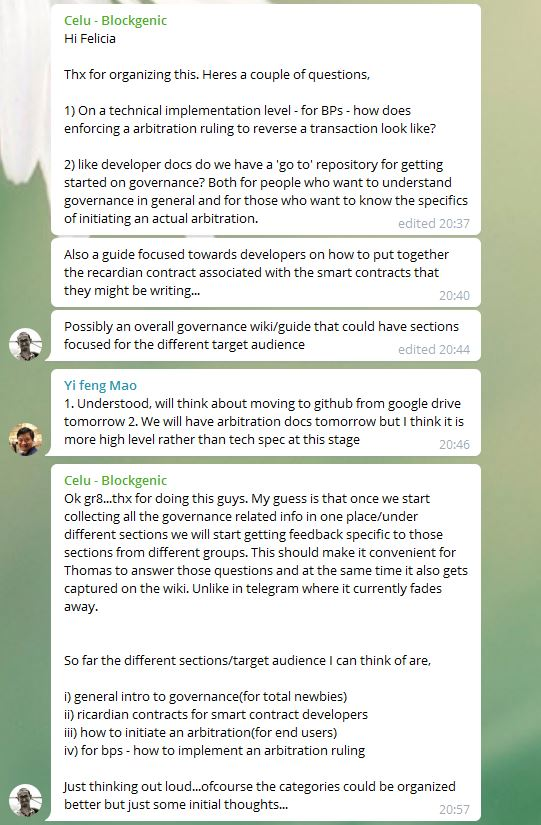 Celu - Blockgenic
Hi Felicia
Thx for organizing this. Heres a couple of questions,
1) On a technical implementation level - for BPs - how does
enforcing a arbitration ruling to reverse a transaction look like?
2) like developer docs do we have a 'go to' repository for getting
started on governance? Both for people who want to understand
governance in general and for those who want to know the specifics
of initiating an actual arbitration.
edited 20:37
Also a guide focused towards developers on how to put together
the recardian contract associated with the smart contracts that
they might be writing...
20:40
Possibly an overall governance wiki/guide that could have sections
focused for the different target audience
edited 20:44
Yi feng Mao
1. Understood, will think about moving to github from google drive
tomorrow 2. We will have arbitration docs tomorrow but I think it is
more high level rather than tech spec at this stage
20:46
Celu - Blockgenic
Ok gr8...thx for doing this guys. My guess is that once we start
collecting all the governance related info in one place/under
different sections we will start getting feedback specific to those
sections from different groups. This should make it convenient for
Thomas to answer those questions and at the same time it also gets
captured on the wiki. Unlike in telegram where it currently fades
away.
So far the different sections/target audience I can think of are,
i) general intro to governance(for total newbies)
ii) ricardian contracts for smart contract developers
iii) how to initiate an arbitration(for end users)
iv) for bps - how to implement an arbitration ruling
Just thinking out loud...ofcourse the categories could be organized
better but just some initial thoughts...
20:57